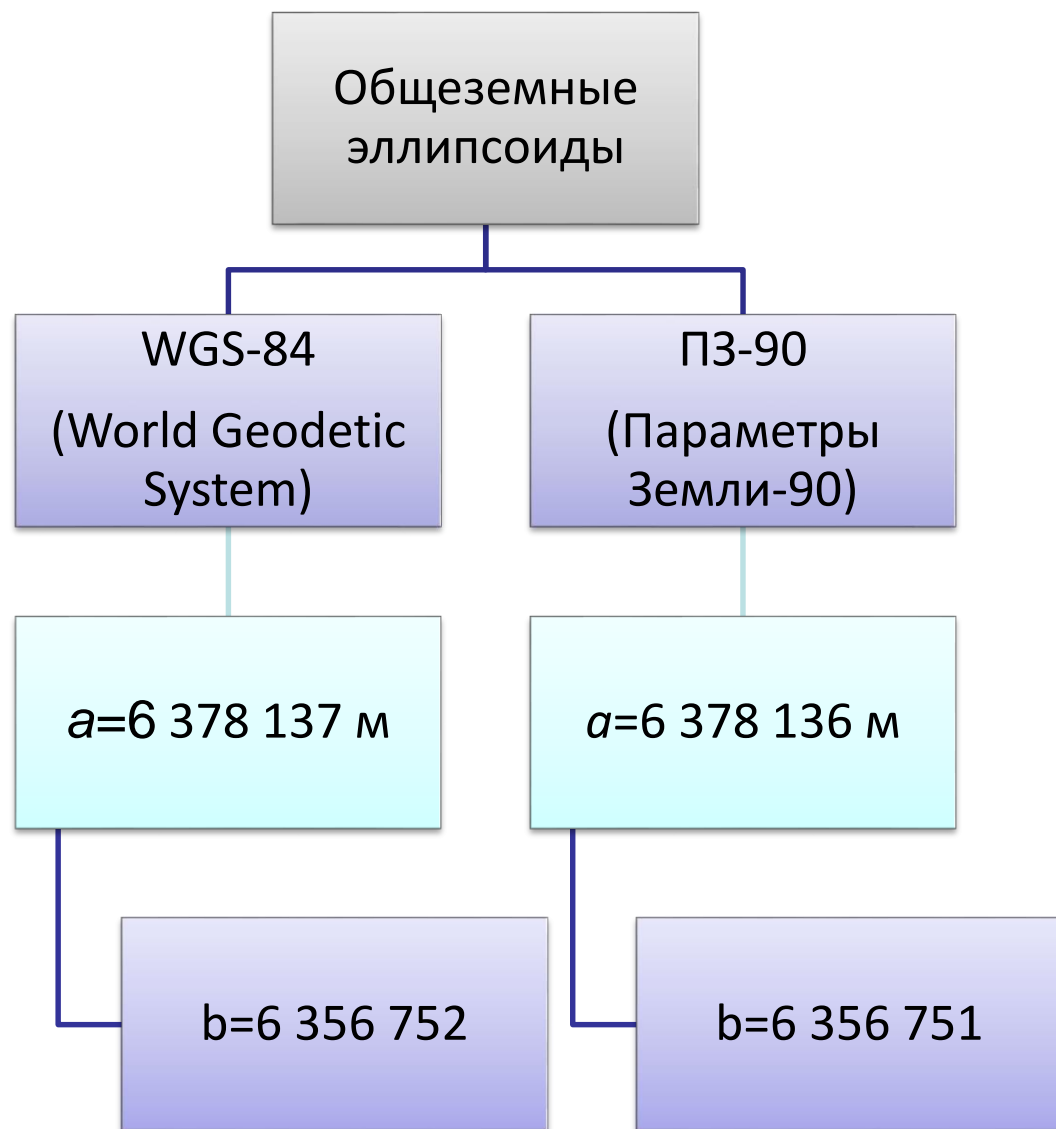 Общеземные
эллипсоиды
WGS-84
(World Geodetic
System)
ПЗ-90
(Параметры
Земли-90)
a=6 378 137 м
a=6 378 136 м
b=6 356 752
b=6 356 751